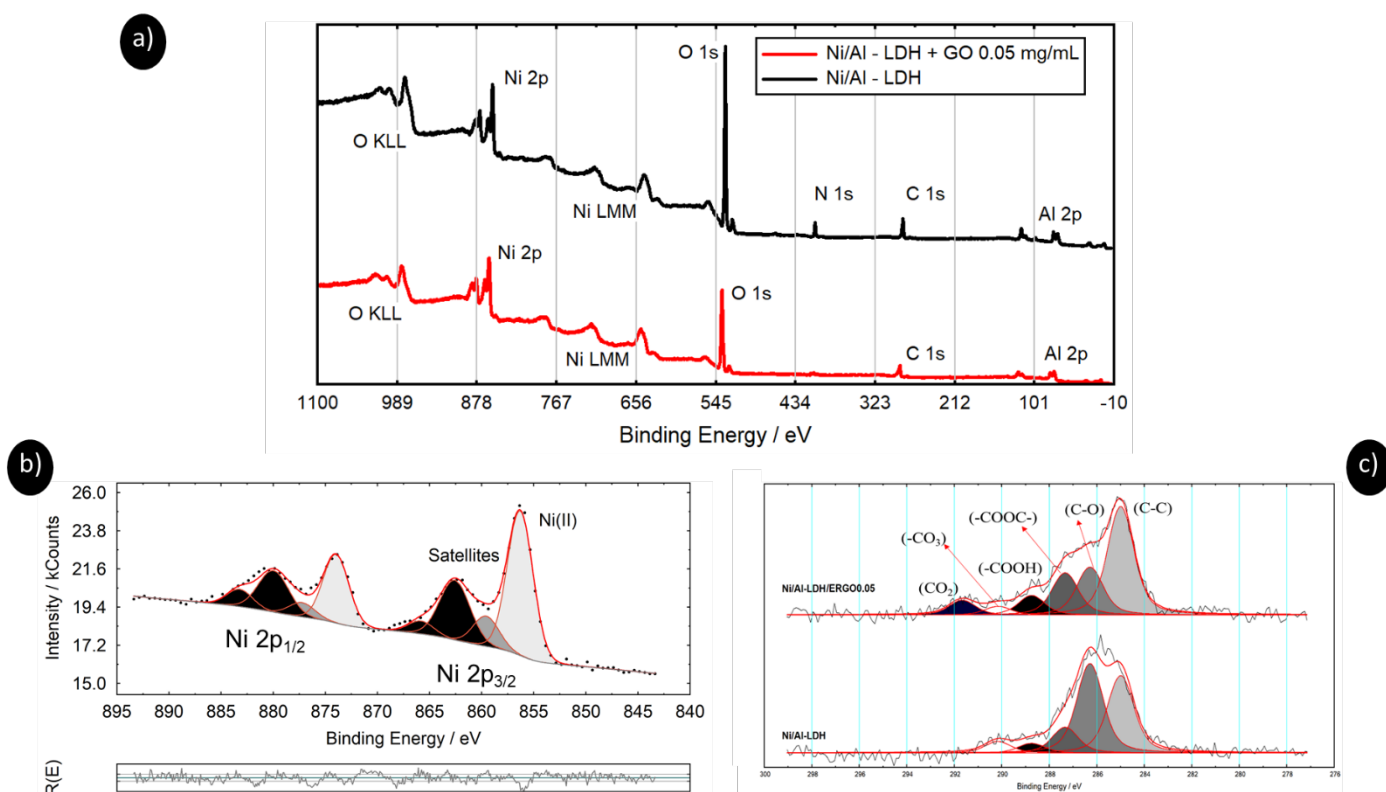 a)
Ni/Al - LDH + GO 0.05 mg/mL
Ni/Al - LDH
O 1s
Ni 2p
O KLL
Ni LMM
N 1s
C 1s
Al 2p
Ni 2p
O KLL
Ni LMM
O 1s
C 1s
Al 2p
1100 989 878 767 656 545 434 323 212 101 -10
Binding Energy / eV
b)
Intensity / kCounts
26.0
23.8
21.6
19.4
17.2
15.0
Ni(II)
Satellites
Ni 2p1/2
Ni 2p3/2
895 890 885 880 875 870 865 860 855 850 845 840
Binding Energy / eV
R(E)
c)
(-COOC-)
(C-O)
(C-C)
(-CO3)
(-COOH)
(CO2)
Ni/Al-LDH/ERGO0.05
Ni/Al-LDH
300 298 296 294 292 290 288 286 284 282 280 278 276
Binding Energy / eV